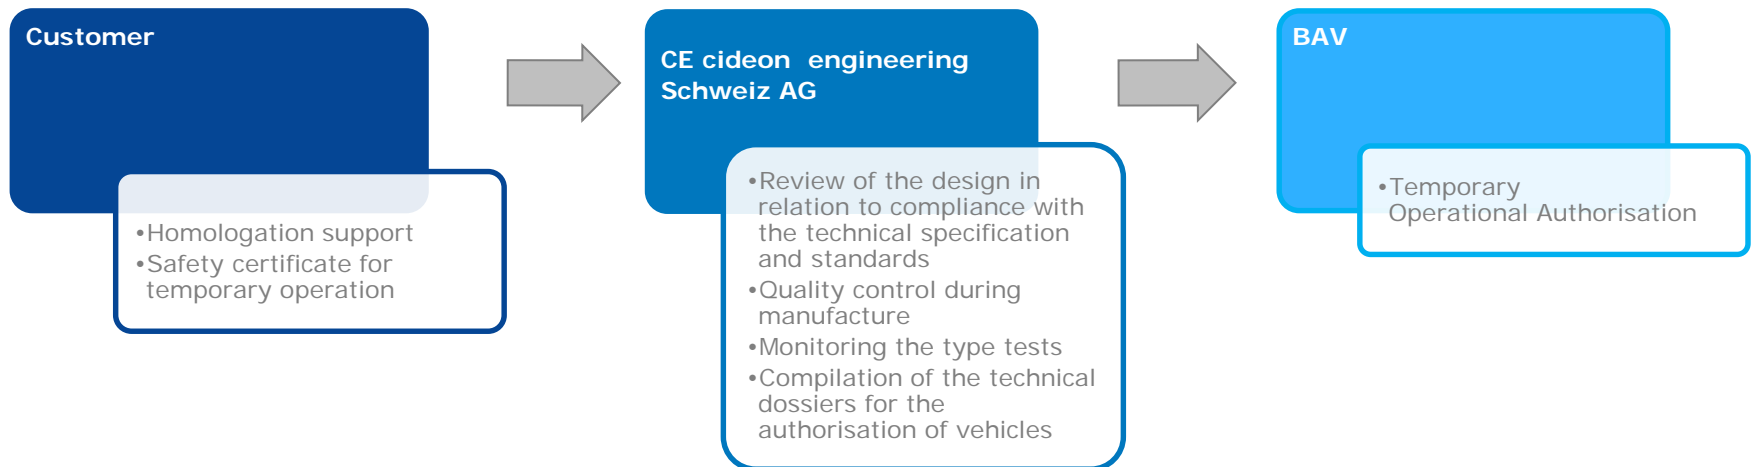 Customer
•Homologation support
•Safety certificate for
temporary operation
CE cideon  engineering
Schweiz AG
•Review of the design in
relation to compliance with
the technical specification
and standards
•Quality control during
manufacture
•Monitoring the type tests
•Compilation of the technical
dossiers for the
authorisation of vehicles
BAV
•Temporary
Operational Authorisation